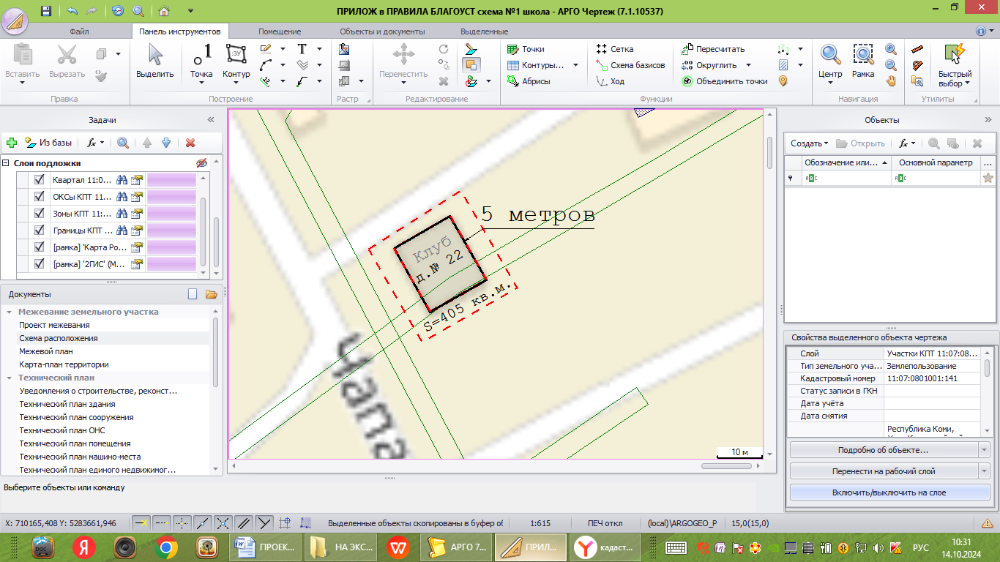 ПРИЛОЖ в ПРАВИЛА БЛАГОУСТ схема №1 школа - АРГО Чертеж (7.1.10537)
Файл
Панель инструментов
Помещение
Объекты и документы
Выделенные
Вставить
Вырезать
Правка
Выделить
Точка
Контур
Построение
Растр
Переместить
Редактирование
Точки
Контуры...
Абрисы
Сетка
Схема базисов
Ход
Пересчитать
Округлить
Объединить точки
Функции
Центр
Рамка
Навигация
Быстрый
выбор
Утилиты
Задачи
Из базы
Слои подложки
Квартал 11:0...
ОКСы КПТ 11...
Зоны КПТ 11:...
Границы КПТ ...
[рамка] 'Карта Ро...
[рамка] '2ГИС' (М...
Документы
Межевание земельного участка
Проект межевания
Схема расположения
Межевой план
Карта-план территории
Технический план
Уведомления о строительстве, реконст...
Технический план здания
Технический план сооружения
Технический план ОНС
Технический план помещения
Технический план машино-места
Технический план единого недвижимог...
5 метров
Клуб
д.№ 22
S=405 кв.м.
10 м
Объекты
Создать
Открыть
Обозначение или...
Основной параметр
...
Свойства выделенного объекта чертежа
Слой Участки КПТ 11:07:08...
Тип земельного уча... Землепользование
Кадастровый номер 11:07:0801001:141
Статус записи в ГКН
Дата учёта
Дата снятия
Республика Коми,
Подробно об объекте...
Перенести на рабочий слой
Включить/выключить на слое
Выберите объекты или команду
X: 710165,408 Y: 5283661,946
Выделенные объекты скопированы в буфер об
1:615
ПЕЧ откл
(local)\ARGOGEO_P
15,0(15,0)
ПРОЕК...
НА ЭКС...
АРГО 7...
ПРИЛ...
кадаст...
РУС
10:31
14.10.2024